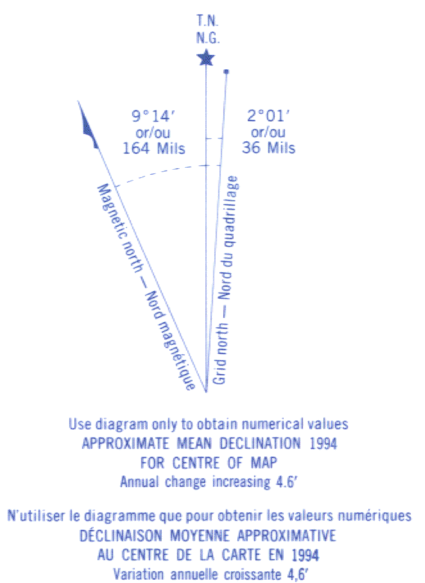 T.N.
N.G.
9°14'
or/ou
164 Mils
2°01'
or/ou
36 Mils
Magnetic north — Nord magnétique
Grid north — Nord du quadrillage
Use diagram only to obtain numerical values
APPROXIMATE MEAN DECLINATION 1994
FOR CENTRE OF MAP
Annual change increasing 4.6'
N'utiliser le diagramme que pour obtenir les valeurs numériques
DÉCLINAISON MOYENNE APPROXIMATIVE
AU CENTRE DE LA CARTE EN 1994
Variation annuelle croissante 4,6'